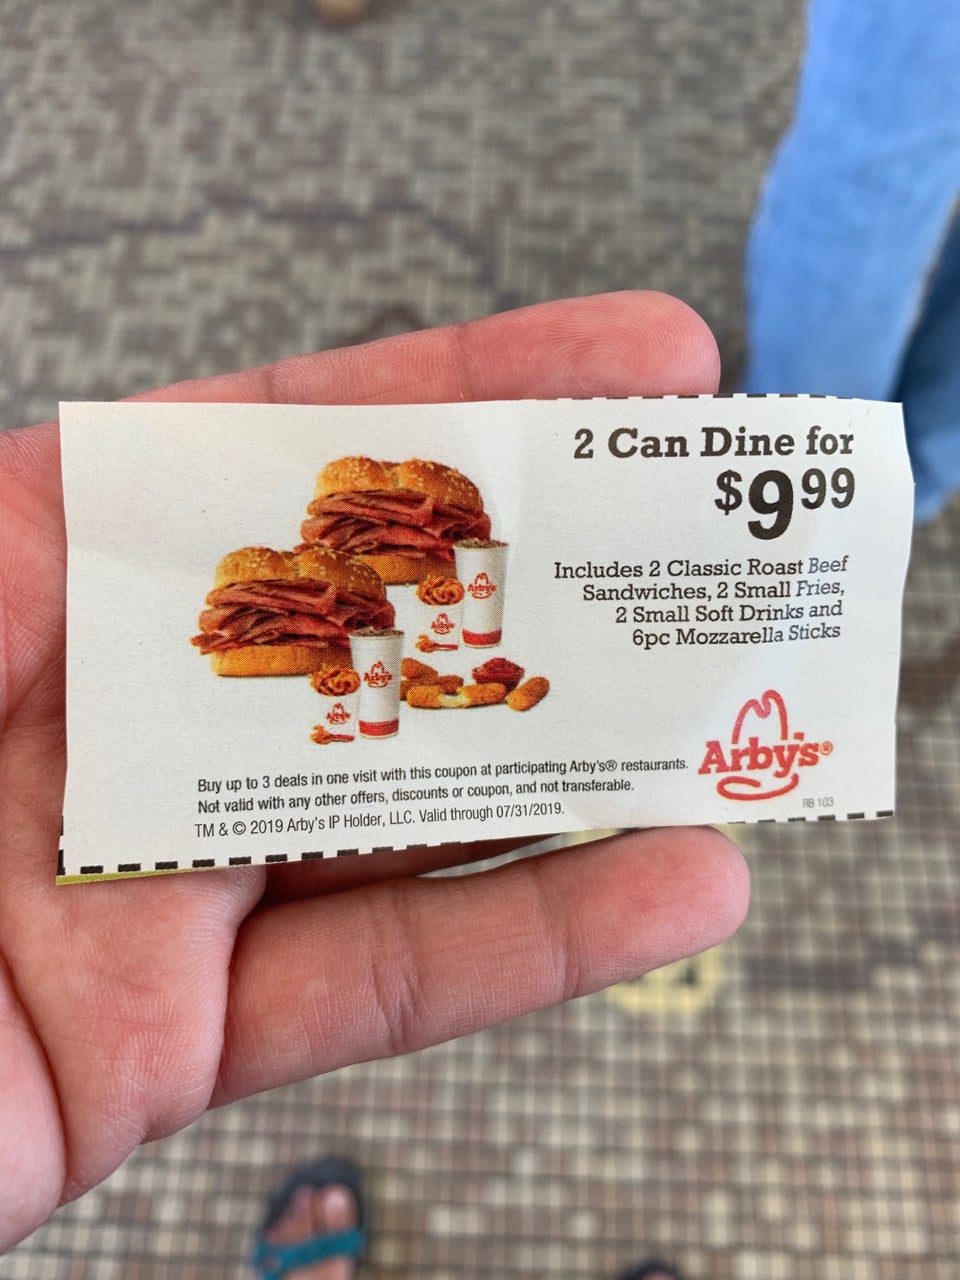 2 Can Dine for
$9.99
Includes 2 Classic Roast Beef
Sandwiches, 2 Small Fries,
2 Small Soft Drinks and
6pc Mozzarella Sticks
Arby's
Arby's
Arby's
Arby's
Arby's®
Buy up to 3 deals in one visit with this coupon at participating Arby's® restaurants.
Not valid with any other offers, discounts or coupon, and not transferable.
TM & © 2019 Arby's IP Holder, LLC. Valid through 07/31/2019.
RB 103